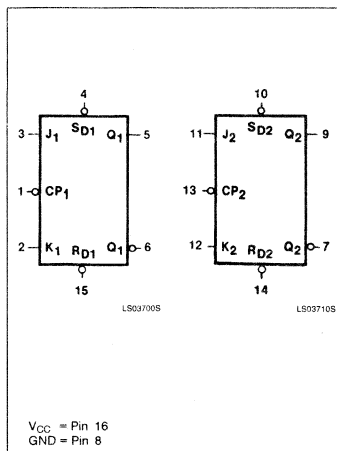 4 10
3 J1 SD1 Q1 5 11 J2 SD2 Q2 9
1 CP1 13 CP2
2 K1 RD1 Q1 6 12 K2 RD2 Q2 7
15 14
LS03700S LS03710S
VCC = Pin 16
GND = Pin 8